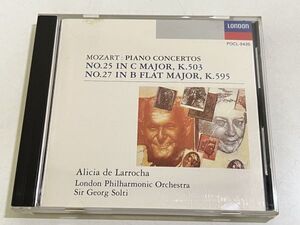 LONDON
POCL-9435
MOZART : PIANO CONCERTOS
NO.25 IN C MAJOR, K.503
NO.27 IN B FLAT MAJOR, K.595
Alicia de Larrocha
London Philharmonic Orchestra
Sir Georg Solti